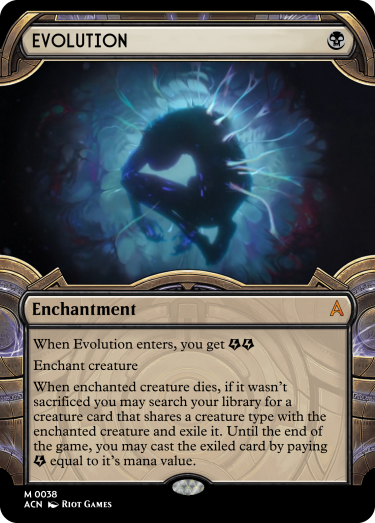 EVOLUTION
Enchantment
When Evolution enters, you get
Enchant creature
When enchanted creature dies, if it wasn't
sacrificed you may search your library for a
creature card that shares a creature type with the
enchanted creature and exile it. Until the end of
the game, you may cast the exiled card by paying
equal to it's mana value.
M 0038
ACN RIOT GAMES